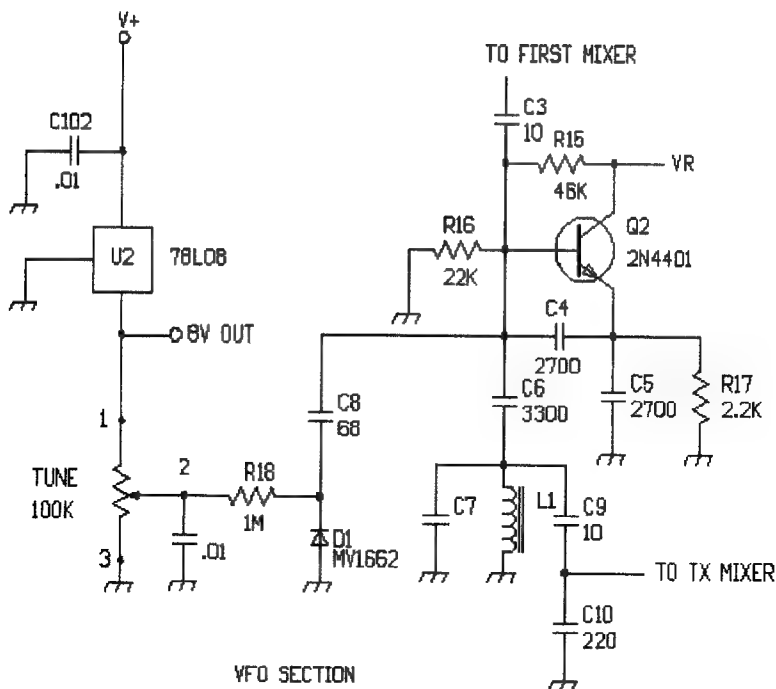 V+
C102
.01
U2
78L08
8V OUT
1
TUNE
100K
2
3
.01
R18
1M
C8
68
D1
MV1662
TO FIRST MIXER
C3
10
R15
46K
VR
R16
22K
Q2
2N4401
C4
2700
C6
3300
C5
2700
R17
2.2K
C7
L1
C9
10
TO TX MIXER
C10
220
VFO SECTION